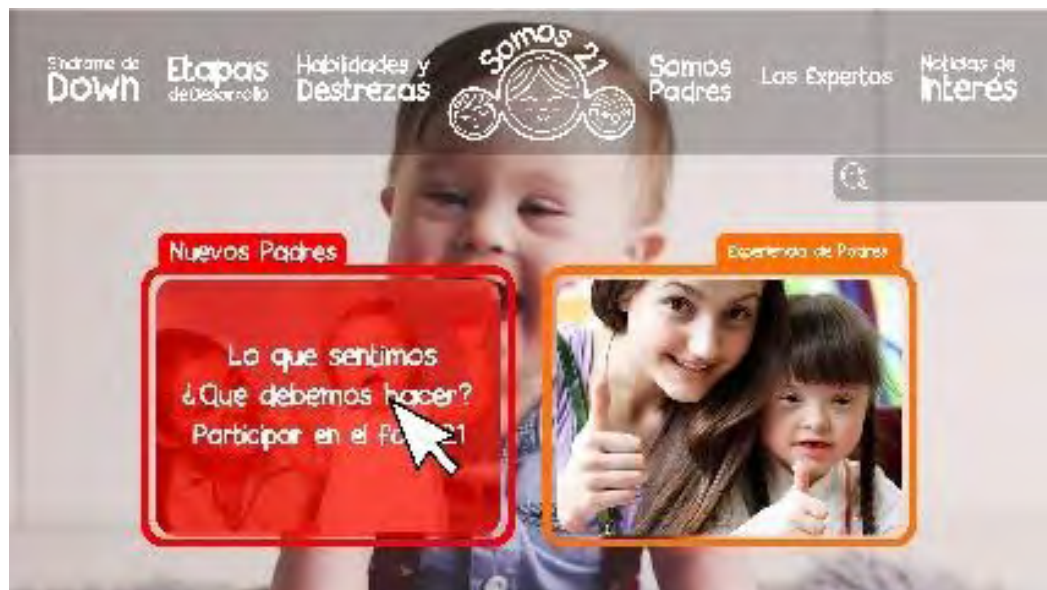 Síndrome de
Down
Etapas
de Desarrollo
Habilidades y
Destrezas
Somos 21
Somos
Padres
Los Expertos
Noticias de
Interés
Nuevos Padres
Lo que sentimos
¿Que debemos hacer?
Participar en el 21
Experiencia de Padres